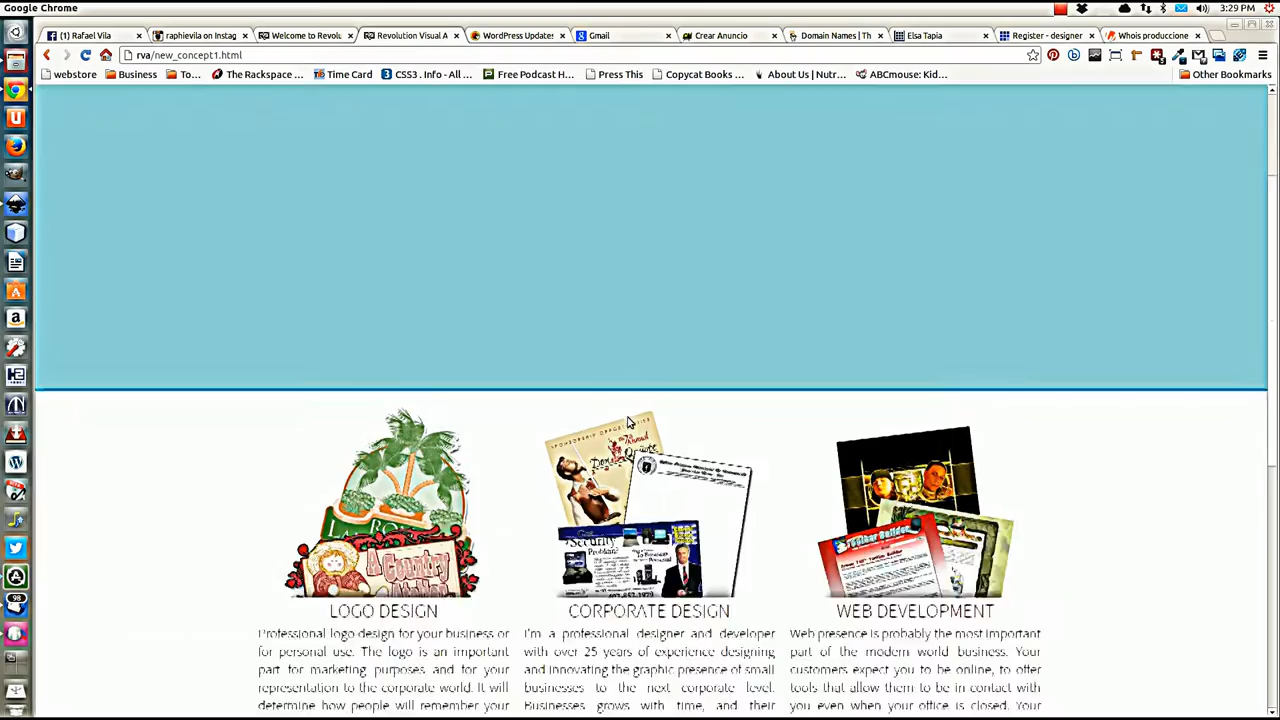 Google Chrome
3:29 PM
(1) Rafael Vila
raphievila on Instag
Welcome to Revolu
Revolution Visual A
WordPress Updates
Gmail
Crear Anuncio
Domain Names | Th
Elsa Tapia
Register - designer
Whois produccione
rva/new_concept1.html
webstore
Business
To...
The Rackspace ...
Time Card
CSS3 . Info - All ...
Free Podcast H...
Press This
Copycat Books ...
About Us | Nutr...
ABCmouse: Kid...
Other Bookmarks
SPONSORSHIP
Security
Problem?
A Country
LOGO DESIGN
Professional logo design for your business or
for personal use. The logo is an important
part for marketing purposes and for your
representation to the corporate world. It will
determine how people will remember your
CORPORATE DESIGN
I'm a professional designer and developer
with over 25 years of experience designing
and innovating the graphic presence of small
businesses to the next corporate level.
Businesses grows with time and their
WEB DEVELOPMENT
Web presence is probably the most important
part of the modern world business. Your
customers expect you to be online, to offer
tools that allow them to be in contact with
you even when your office is closed. Your
98